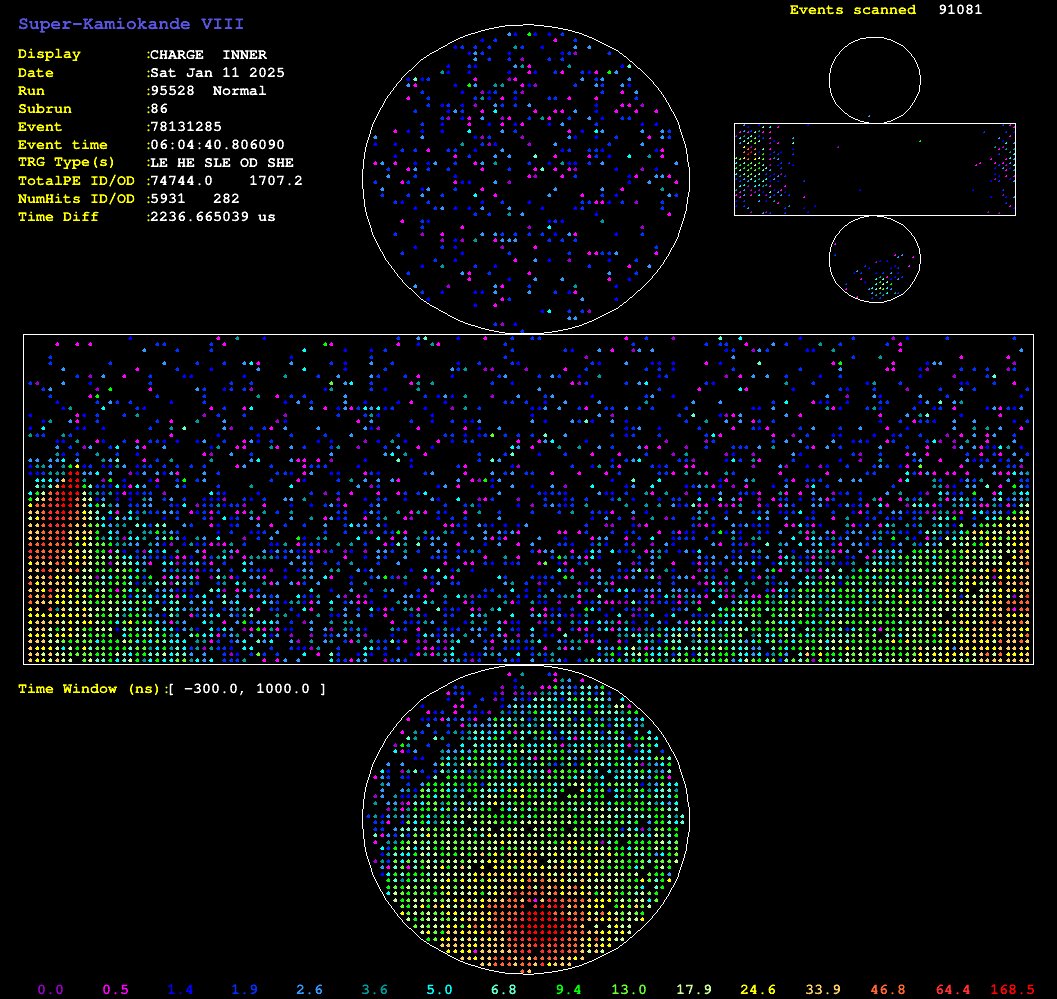 Super-Kamiokande VIII
Events scanned 91081
Display :CHARGE INNER
Date :Sat Jan 11 2025
Run :95528 Normal
Subrun :86
Event :78131285
Event time :06:04:40.806090
TRG Type(s) :LE HE SLE OD SHE
TotalPE ID/OD :74744.0 1707.2
NumHits ID/OD :5931 282
Time Diff :2236.665039 us
Time Window (ns):[ -300.0, 1000.0 ]
0.0 0.5 1.4 1.9 2.6 3.6 5.0 6.8 9.4 13.0 17.9 24.6 33.9 46.8 64.4 168.5